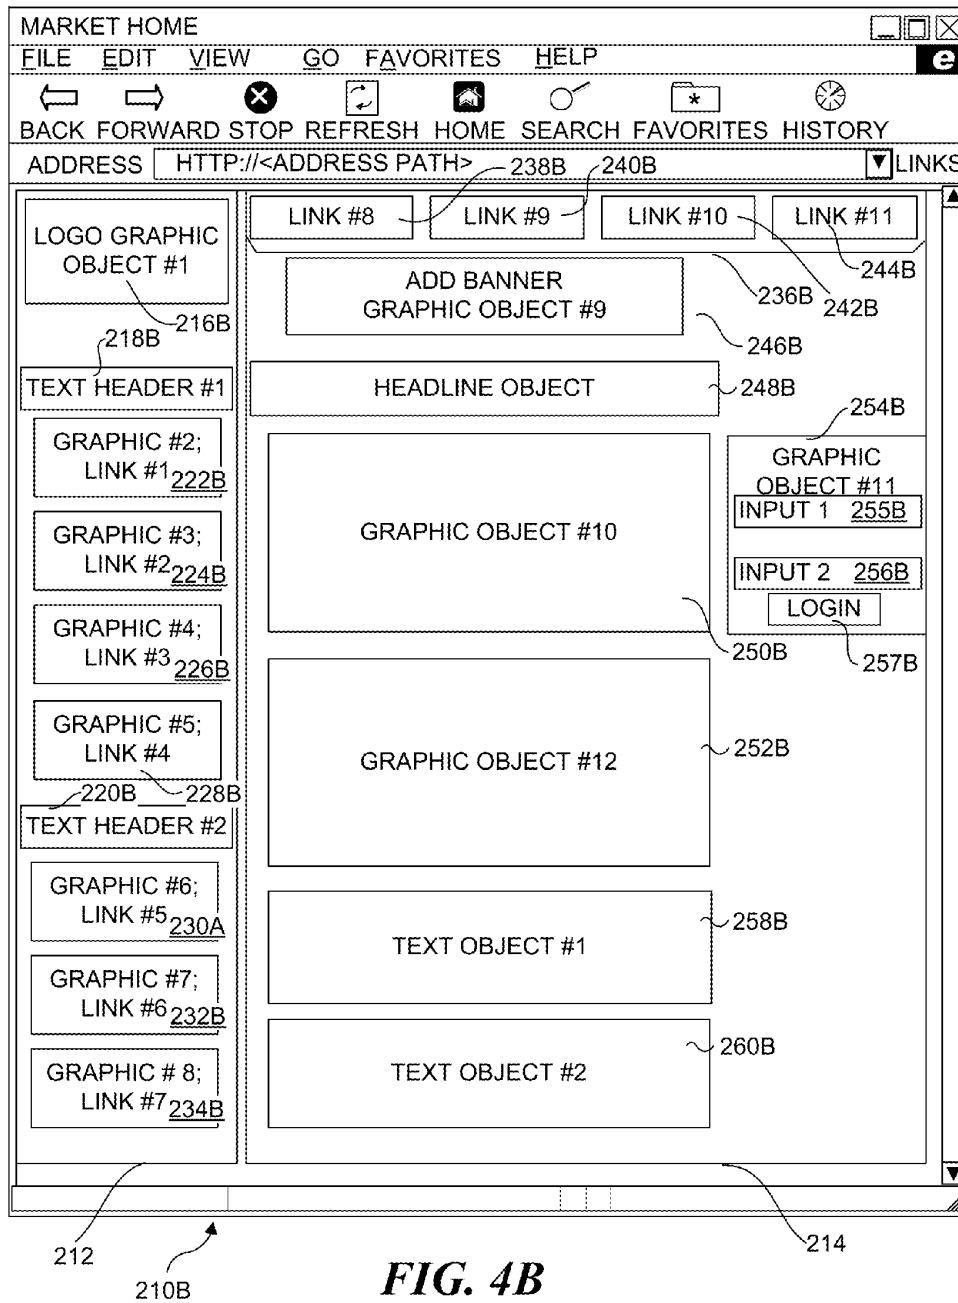 MARKET HOME
FILE EDIT VIEW GO FAVORITES HELP
e
BACK FORWARD STOP REFRESH HOME SEARCH FAVORITES HISTORY
ADDRESS HTTP://<ADDRESS PATH> LINKS
238B 240B
LINK #8 LINK #9 LINK #10 LINK #11
244B
236B 242B
LOGO GRAPHIC
OBJECT #1
216B
218B
TEXT HEADER #1
GRAPHIC #2;
LINK #1 222B
GRAPHIC #3;
LINK #2 224B
GRAPHIC #4;
LINK #3 226B
GRAPHIC #5;
LINK #4
220B 228B
TEXT HEADER #2
GRAPHIC #6;
LINK #5 230A
GRAPHIC #7;
LINK #6 232B
GRAPHIC # 8;
LINK #7 234B
ADD BANNER
GRAPHIC OBJECT #9
246B
HEADLINE OBJECT
248B
GRAPHIC OBJECT #10
250B
254B
GRAPHIC
OBJECT #11
INPUT 1 255B
INPUT 2 256B
LOGIN
257B
GRAPHIC OBJECT #12
252B
TEXT OBJECT #1
258B
TEXT OBJECT #2
260B
212
210B
214
FIG. 4B